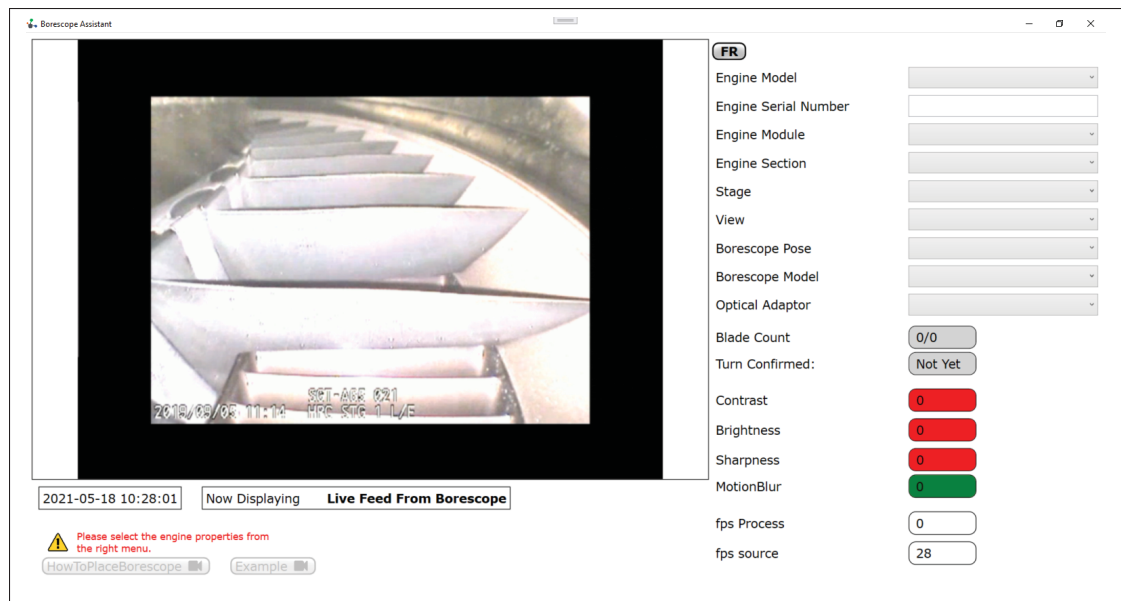 Borescope Assistant
FR
Engine Model
Engine Serial Number
Engine Module
Engine Section
Stage
View
Borescope Pose
Borescope Model
Optical Adaptor
Blade Count 0/0
Turn Confirmed: Not Yet
Contrast 0
Brightness 0
Sharpness 0
MotionBlur 0
fps Process 0
fps source 28
021
2019/09/05 11:14 HPC STG 1 L/E
2021-05-18 10:28:01
Now Displaying Live Feed From Borescope
Please select the engine properties from
the right menu.
HowToPlaceBorescope
Example